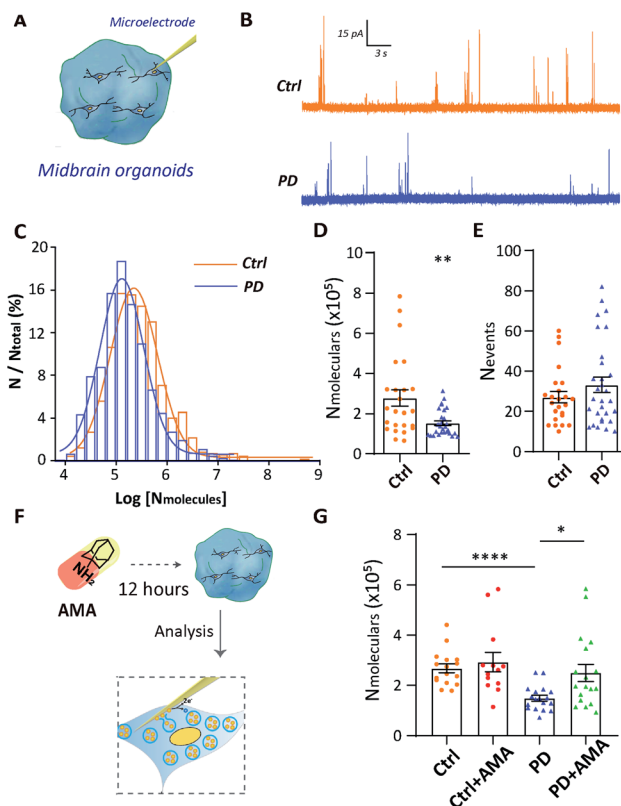 A
Microelectrode
Midbrain organoids
B
15 pA
3 s
Ctrl
PD
C
20
16
12
8
4
0
N / Ntotal (%)
Ctrl
PD
4 5 6 7 8 9
Log [Nmolecules]
D
10
8
6
4
2
0
Nmoleculars (x10⁵)
**
Ctrl
PD
E
100
80
60
40
20
0
Nevents
Ctrl
PD
F
NH₂
AMA
12 hours
Analysis
2e⁻
G
8
6
4
2
0
Nmoleculars (x10⁵)
****
*
Ctrl
Ctrl+AMA
PD
PD+AMA